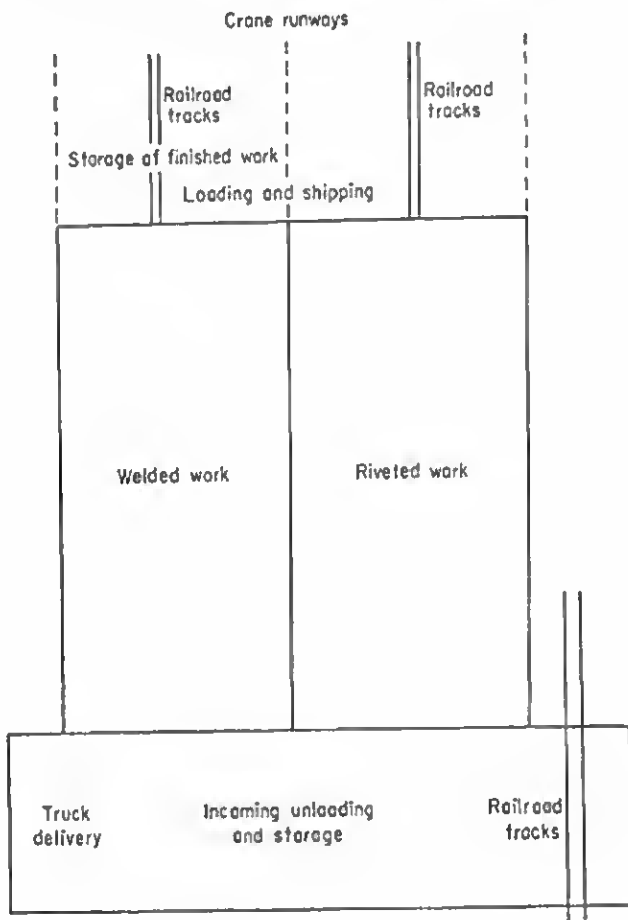 Crane runways
Railroad
tracks
Railroad
tracks
Storage of finished work
Loading and shipping
Welded work
Riveted work
Truck
delivery
Incoming unloading
and storage
Railroad
tracks